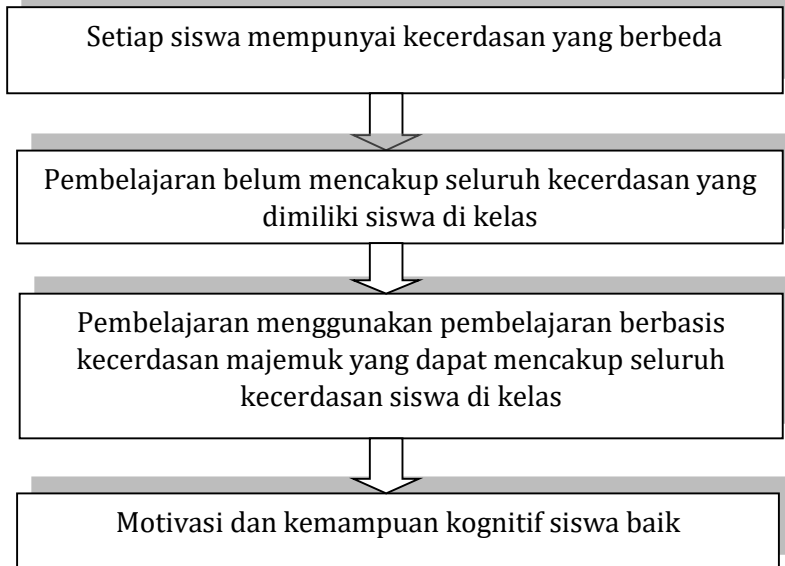 Setiap siswa mempunyai kecerdasan yang berbeda
Pembelajaran belum mencakup seluruh kecerdasan yang
dimiliki siswa di kelas
Pembelajaran menggunakan pembelajaran berbasis
kecerdasan majemuk yang dapat mencakup seluruh
kecerdasan siswa di kelas
Motivasi dan kemampuan kognitif siswa baik